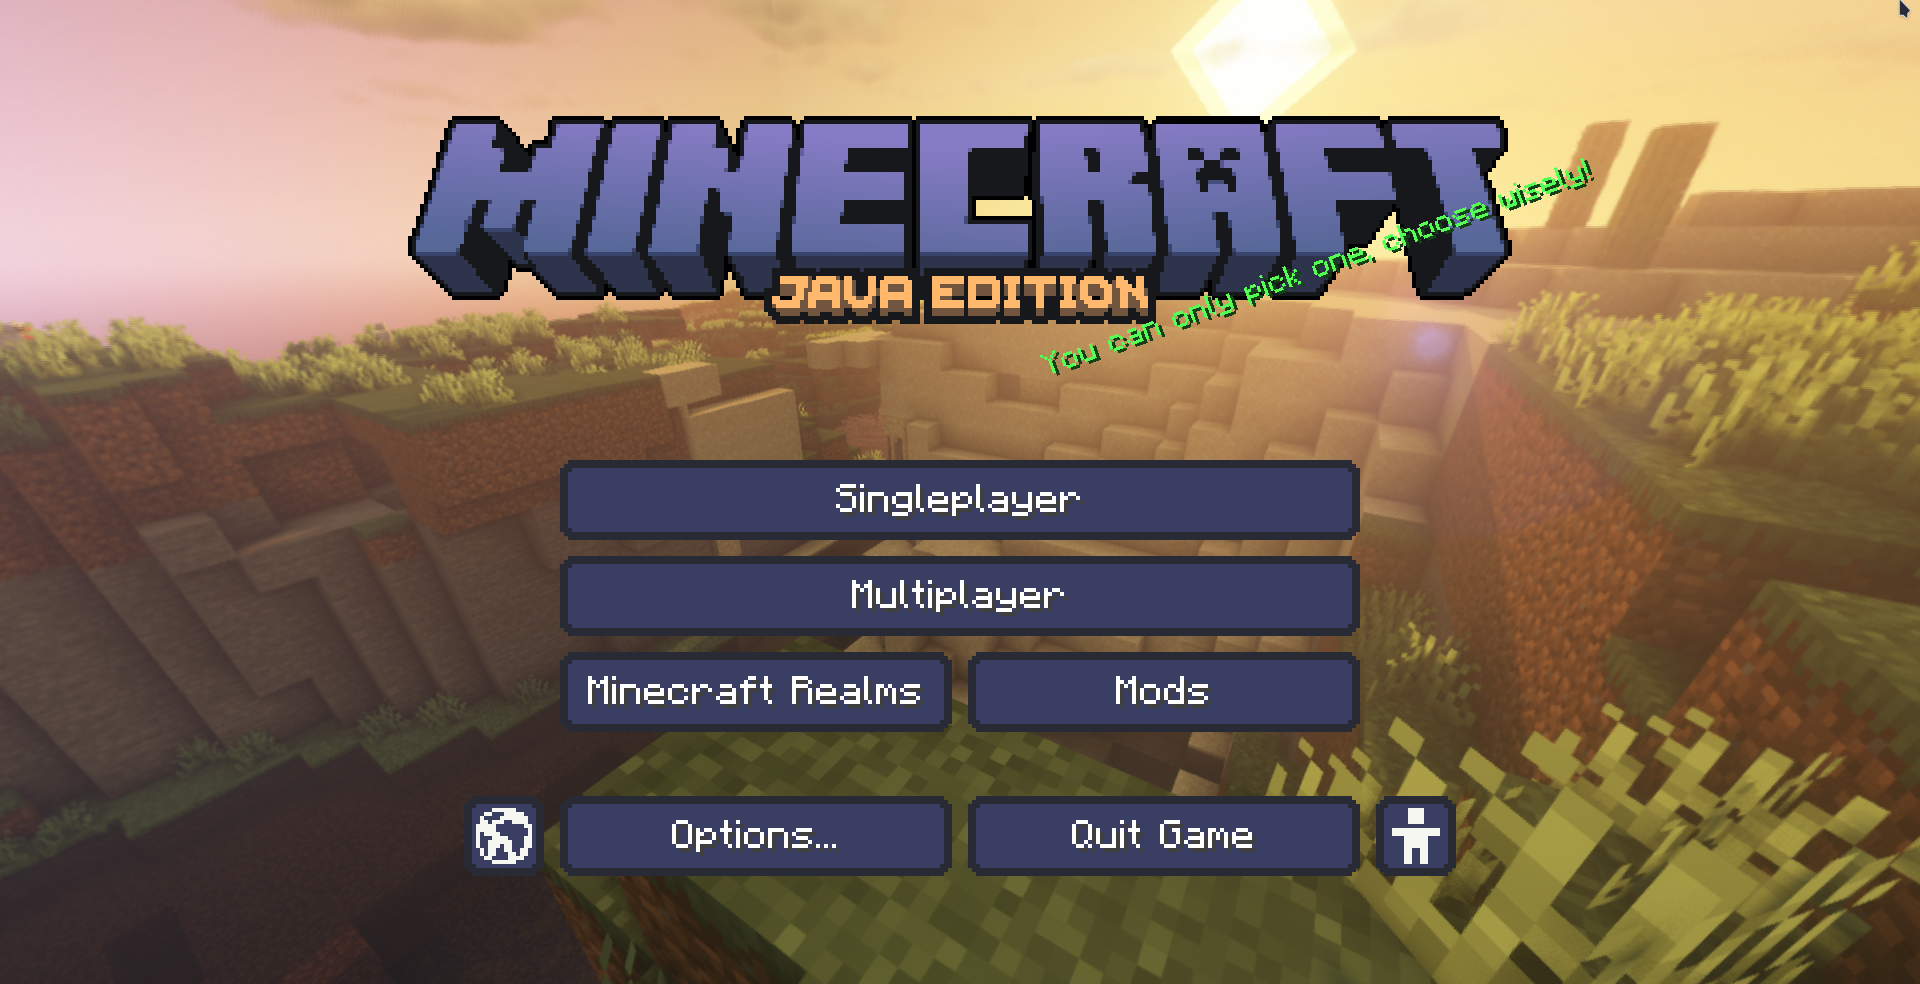 MINECRAFT
JAVA EDITION
You can only pick one, choose wisely!
Singleplayer
Multiplayer
Minecraft Realms
Mods
Options...
Quit Game